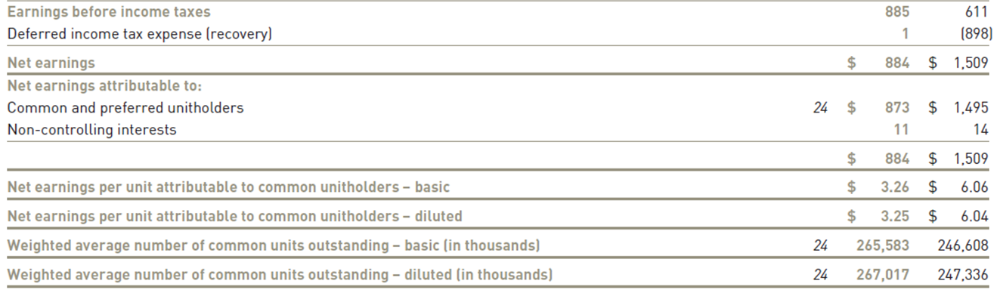 Earnings before income taxes 885 611
Deferred income tax expense (recovery) 1 (898)
Net earnings $ 884 $ 1,509
Net earnings attributable to:
Common and preferred unitholders 24 $ 873 $ 1,495
Non-controlling interests 11 14
$ 884 $ 1,509
Net earnings per unit attributable to common unitholders – basic $ 3.26 $ 6.06
Net earnings per unit attributable to common unitholders – diluted $ 3.25 $ 6.04
Weighted average number of common units outstanding – basic (in thousands) 24 265,583 246,608
Weighted average number of common units outstanding – diluted (in thousands) 24 267,017 247,336